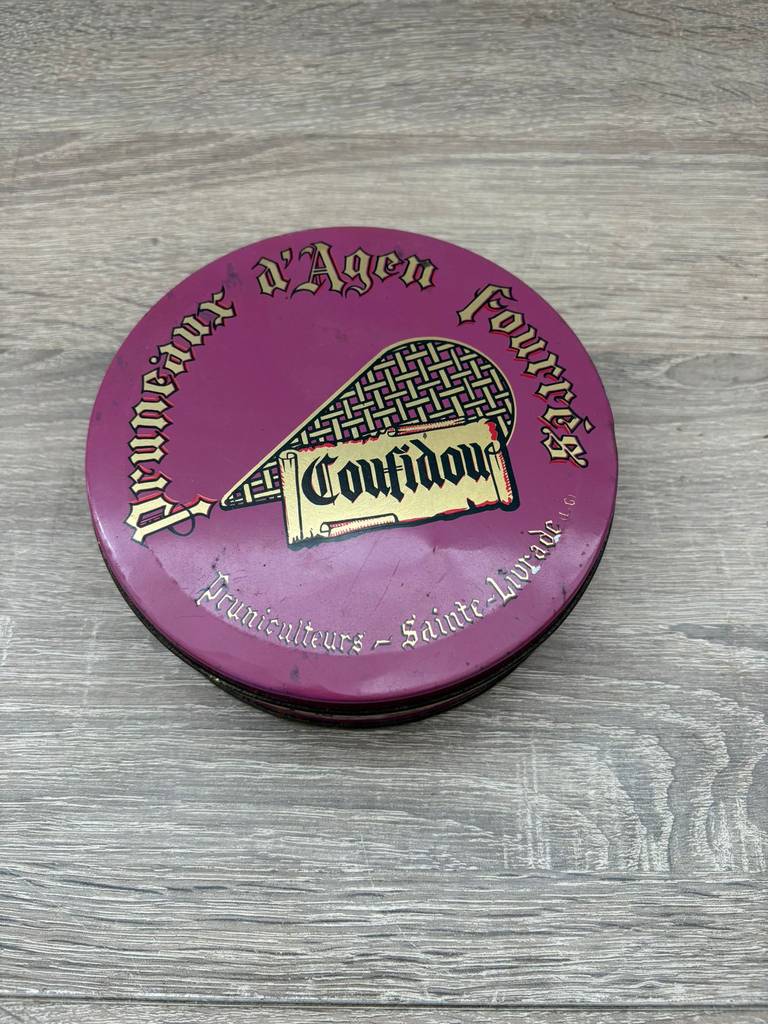 Pruneaux d'Agen fourrés
Coufidou
Pruniculteurs - Sainte-Livrade (L. G)